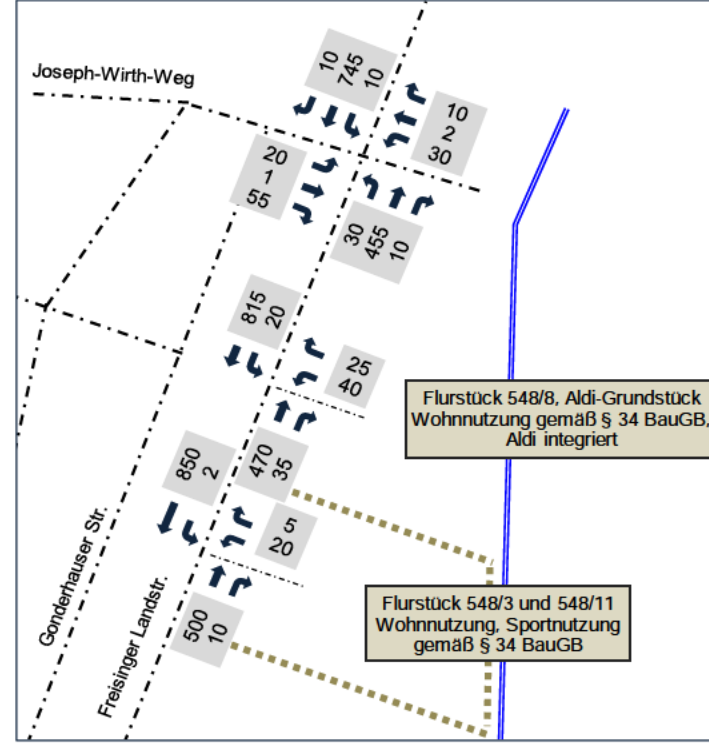 Joseph-Wirth-Weg
10
745
10
10
2
30
20
1
55
30
455
10
815
20
25
40
Flurstück 548/8, Aldi-Grundstück
Wohnnutzung gemäß § 34 BauGB,
Aldi integriert
850
2
470
35
5
20
Gonderhauser Str.
Freisinger Landstr.
500
10
Flurstück 548/3 und 548/11
Wohnnutzung, Sportnutzung
gemäß § 34 BauGB